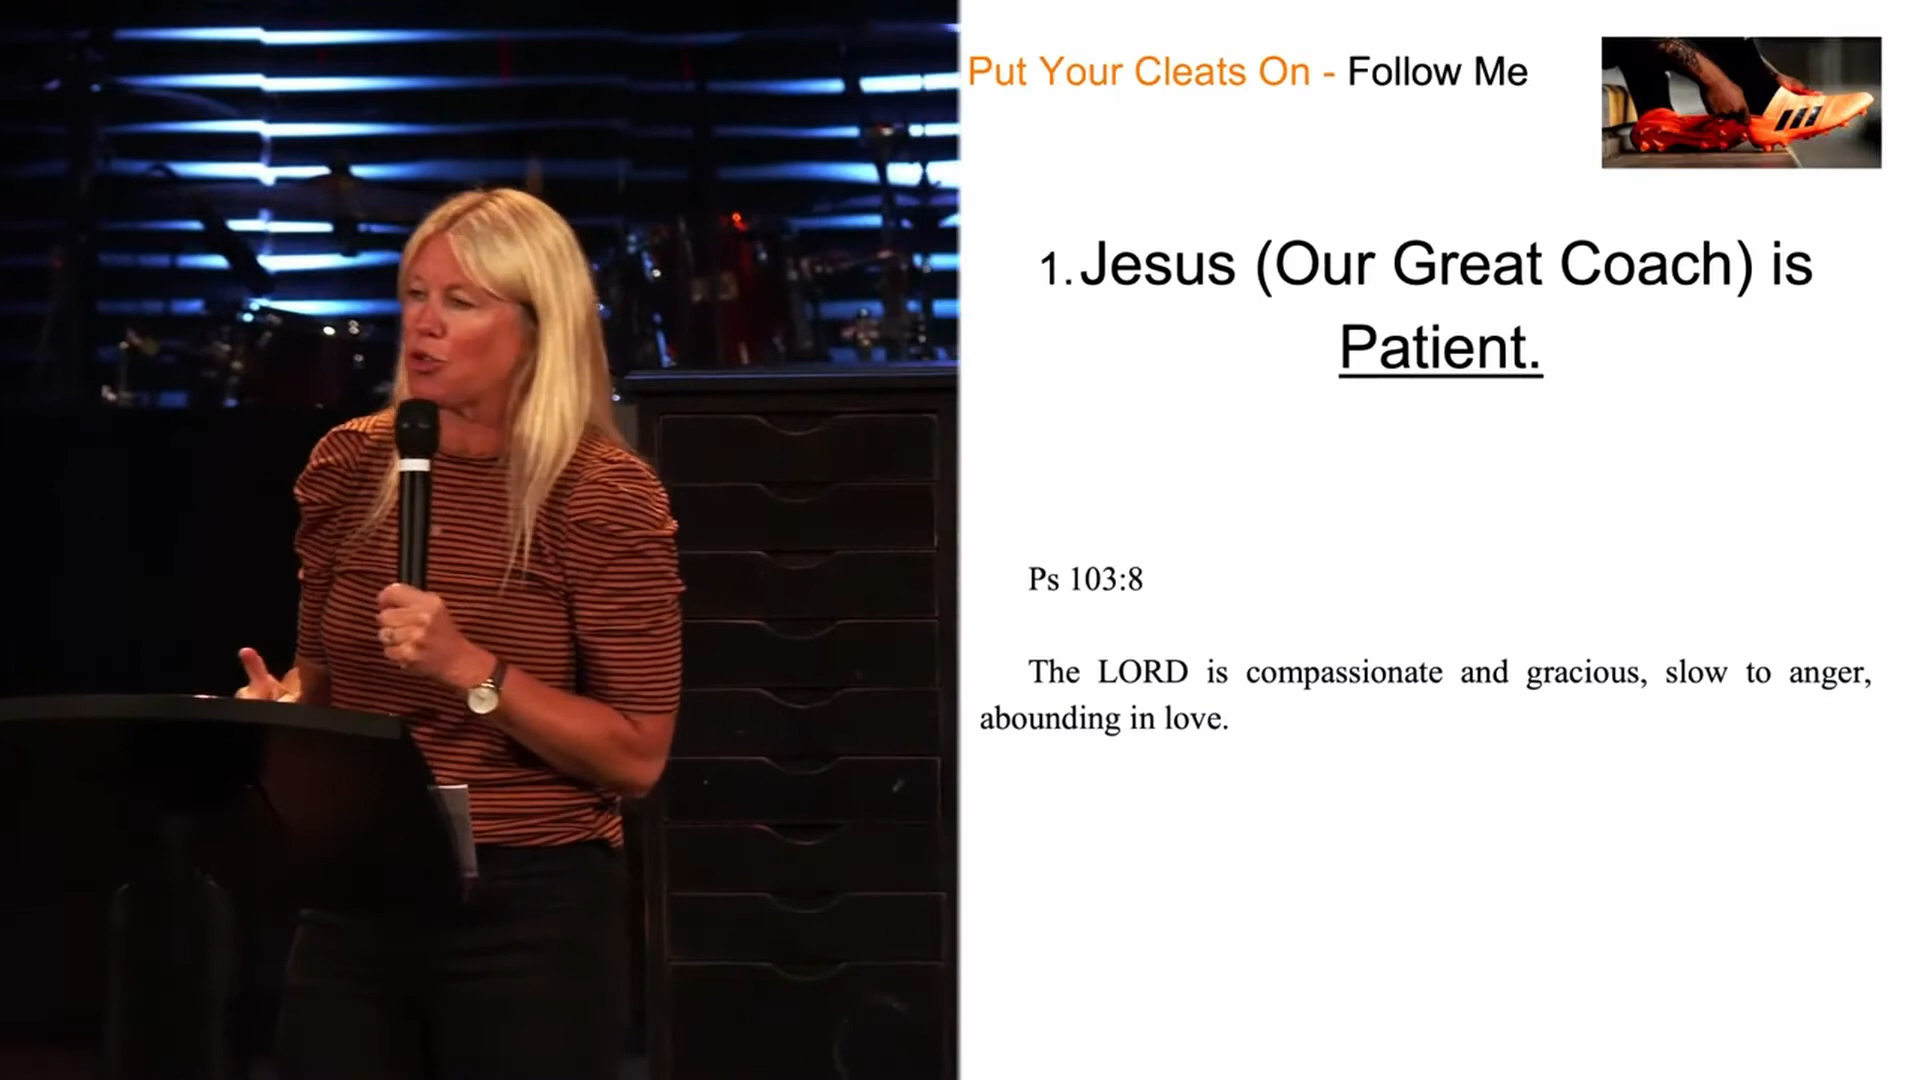 Put Your Cleats On - Follow Me
1. Jesus (Our Great Coach) is
Patient.
Ps 103:8
The LORD is compassionate and gracious, slow to anger,
abounding in love.